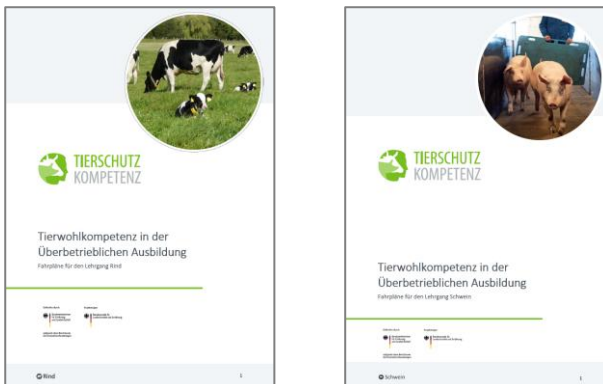 TIERSCHUTZ
KOMPETENZ
Tierwohlkompetenz in der
Überbetrieblichen Ausbildung
Fahrpläne für den Lehrgang Rind
Rind
1
TIERSCHUTZ
KOMPETENZ
Tierwohlkompetenz in der
Überbetrieblichen Ausbildung
Fahrpläne für den Lehrgang Schwein
Schwein
1